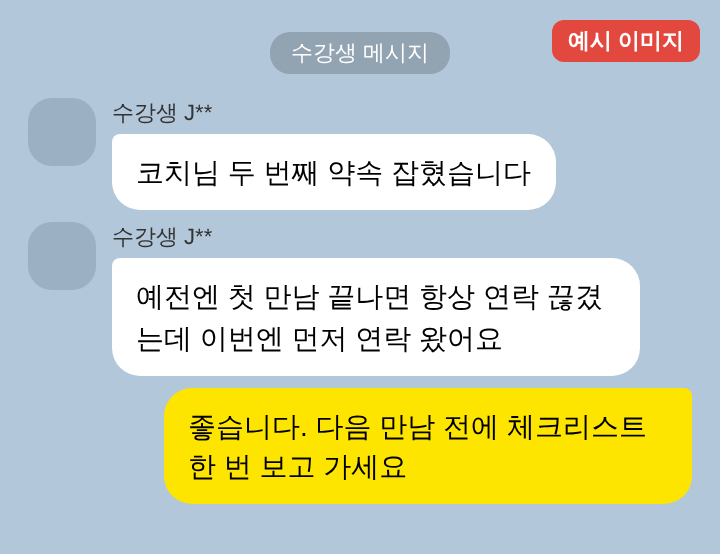 수강생 메시지
예시 이미지
수강생 J**
코치님 두 번째 약속 잡혔습니다
수강생 J**
예전엔 첫 만남 끝나면 항상 연락 끊겼
는데 이번엔 먼저 연락 왔어요
좋습니다. 다음 만남 전에 체크리스트
한 번 보고 가세요